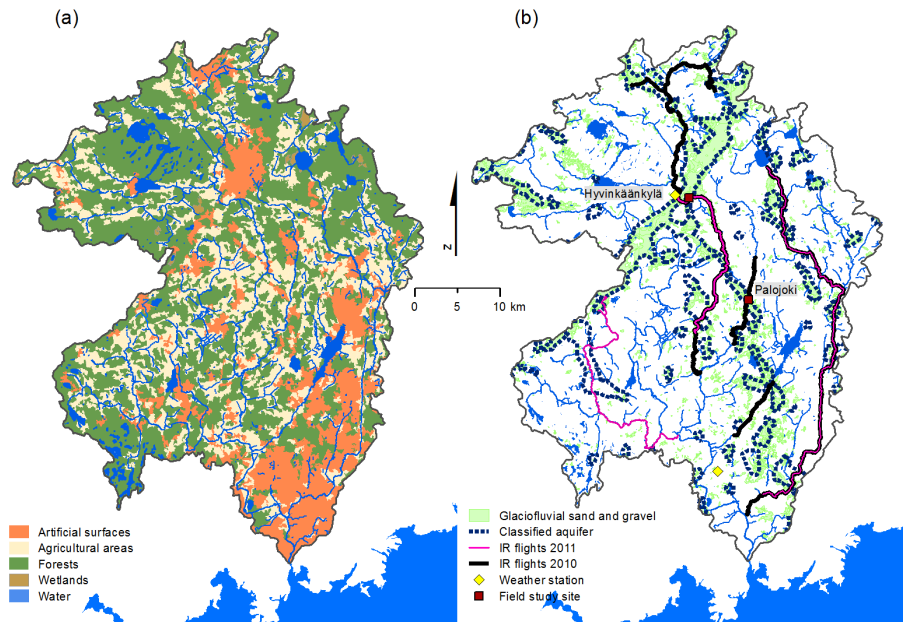 (a)
(b)
Hyvinkäänkylä
N
Palojoki
0 5 10 km
Artificial surfaces
Agricultural areas
Forests
Wetlands
Water
Glaciofluvial sand and gravel
Classified aquifer
IR flights 2011
IR flights 2010
Weather station
Field study site